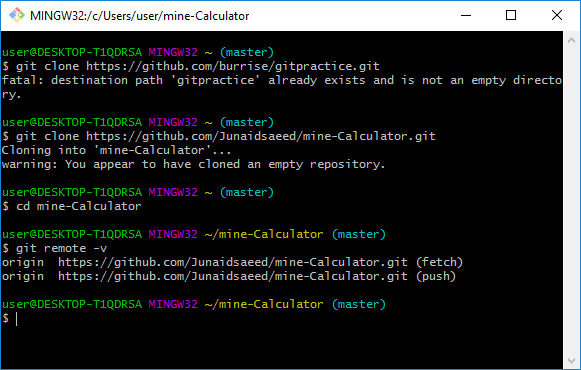 MINGW32:/c/Users/user/mine-Calculator
user@DESKTOP-T1QDRSA MINGW32 ~ (master)
$ git clone https://github.com/burrise/gitpractice.git
fatal: destination path 'gitpractice' already exists and is not an empty directo
ry.
user@DESKTOP-T1QDRSA MINGW32 ~ (master)
$ git clone https://github.com/Junaidsaeed/mine-Calculator.git
Cloning into 'mine-Calculator'...
warning: You appear to have cloned an empty repository.
user@DESKTOP-T1QDRSA MINGW32 ~ (master)
$ cd mine-Calculator
user@DESKTOP-T1QDRSA MINGW32 ~/mine-Calculator (master)
$ git remote -v
origin  https://github.com/Junaidsaeed/mine-Calculator.git (fetch)
origin  https://github.com/Junaidsaeed/mine-Calculator.git (push)
user@DESKTOP-T1QDRSA MINGW32 ~/mine-Calculator (master)
$